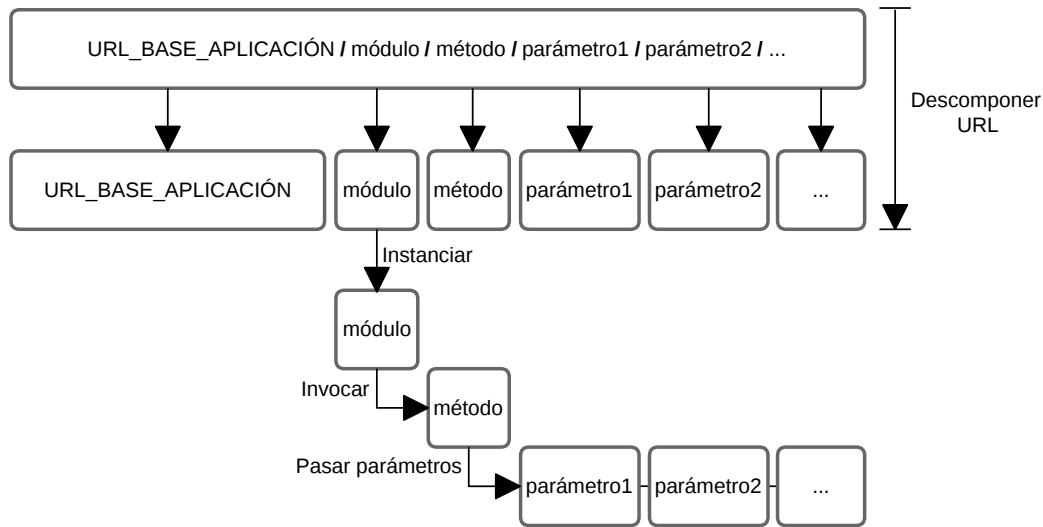 URL_BASE_APLICACIÓN / módulo / método / parámetro1 / parámetro2 / ...
Descomponer
URL
URL_BASE_APLICACIÓN
módulo
método
parámetro1
parámetro2
...
Instanciar
módulo
Invocar
método
Pasar parámetros
parámetro1
parámetro2
...